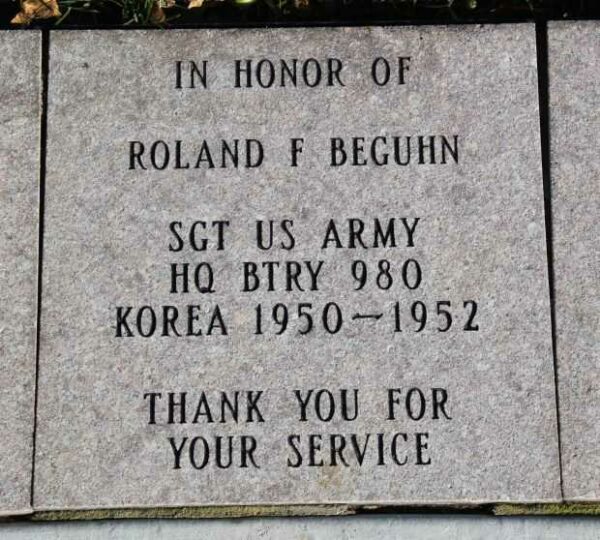 IN HONOR OF
ROLAND F BEGUHN
SGT US ARMY
HQ BTRY 980
KOREA 1950-1952
THANK YOU FOR
YOUR SERVICE